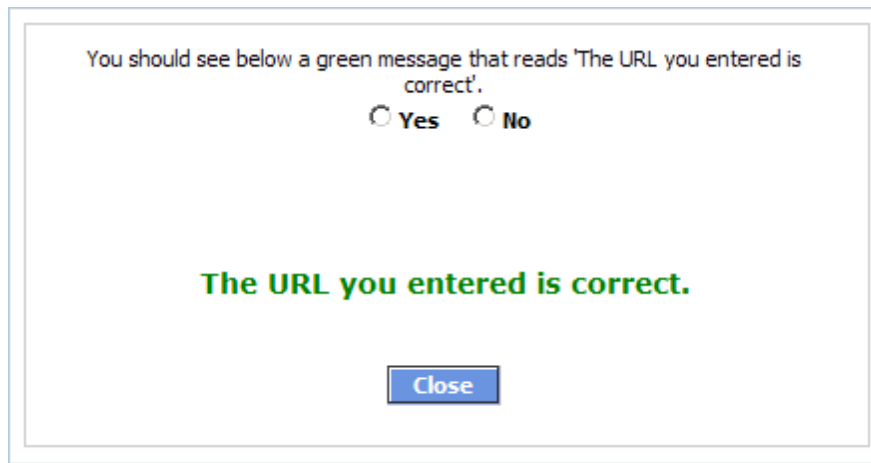 You should see below a green message that reads 'The URL you entered is
correct'.
Yes No
The URL you entered is correct.
Close